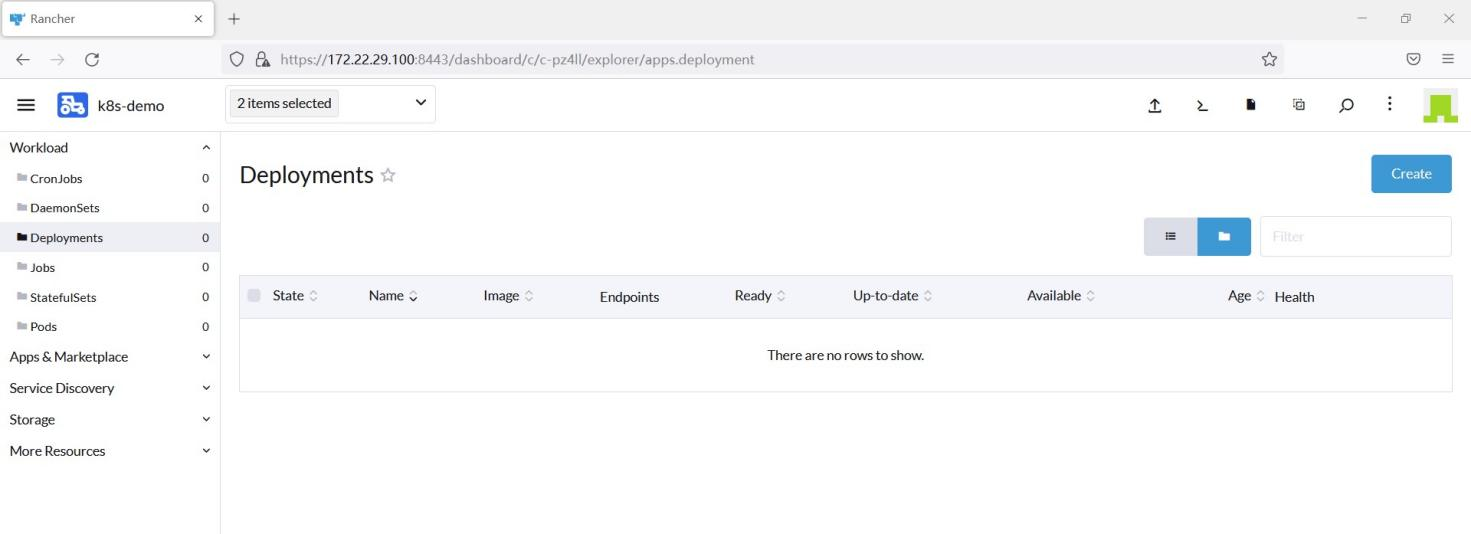 Rancher
https://172.22.29.100:8443/dashboard/c/c-pz4ll/explorer/apps.deployment
k8s-demo
2 items selected
Workload
CronJobs 0
DaemonSets 0
Deployments 0
Jobs 0
StatefulSets 0
Pods 0
Apps & Marketplace
Service Discovery
Storage
More Resources
Deployments
Create
Filter
State Name Image Endpoints Ready Up-to-date Available Age Health
There are no rows to show.